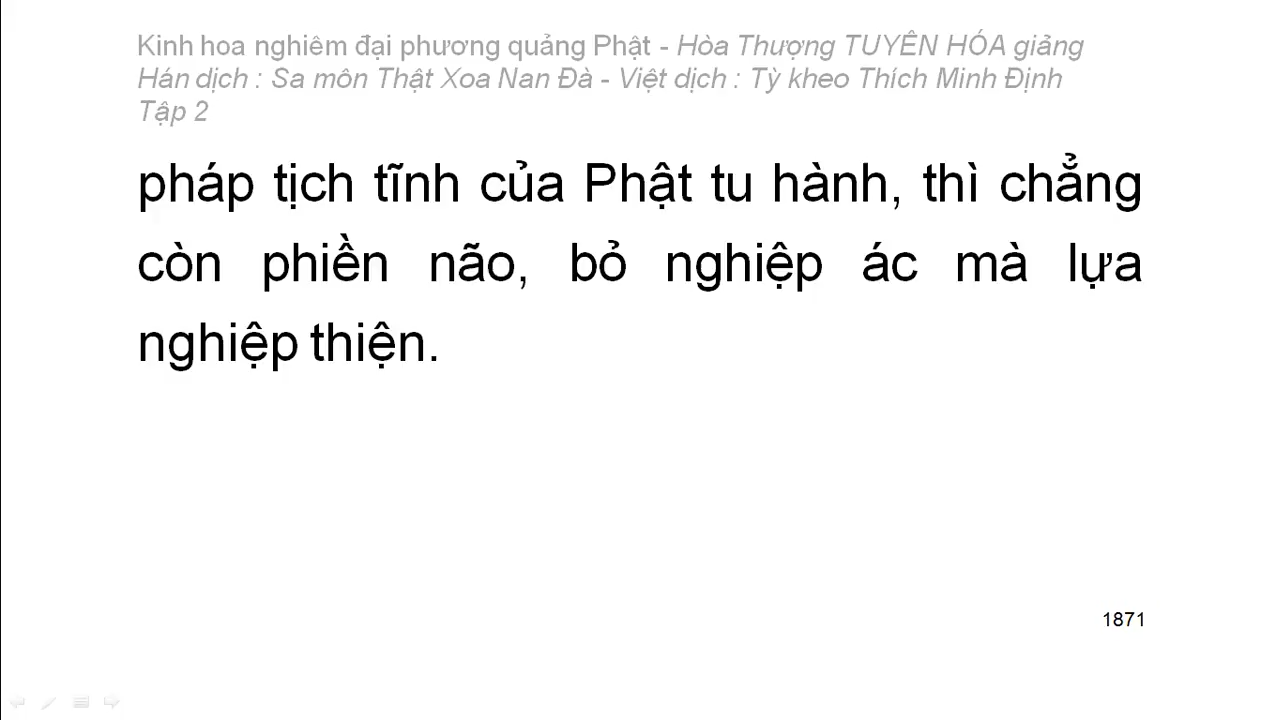 Kinh hoa nghiêm đại phương quảng Phật - Hòa Thượng TUYÊN HÓA giảng
Hán dịch : Sa môn Thật Xoa Nan Đà - Việt dịch : Tỳ kheo Thích Minh Định
Tập 2
pháp tịch tĩnh của Phật tu hành, thì chẳng
còn phiền não, bỏ nghiệp ác mà lựa
nghiệp thiện.
1871